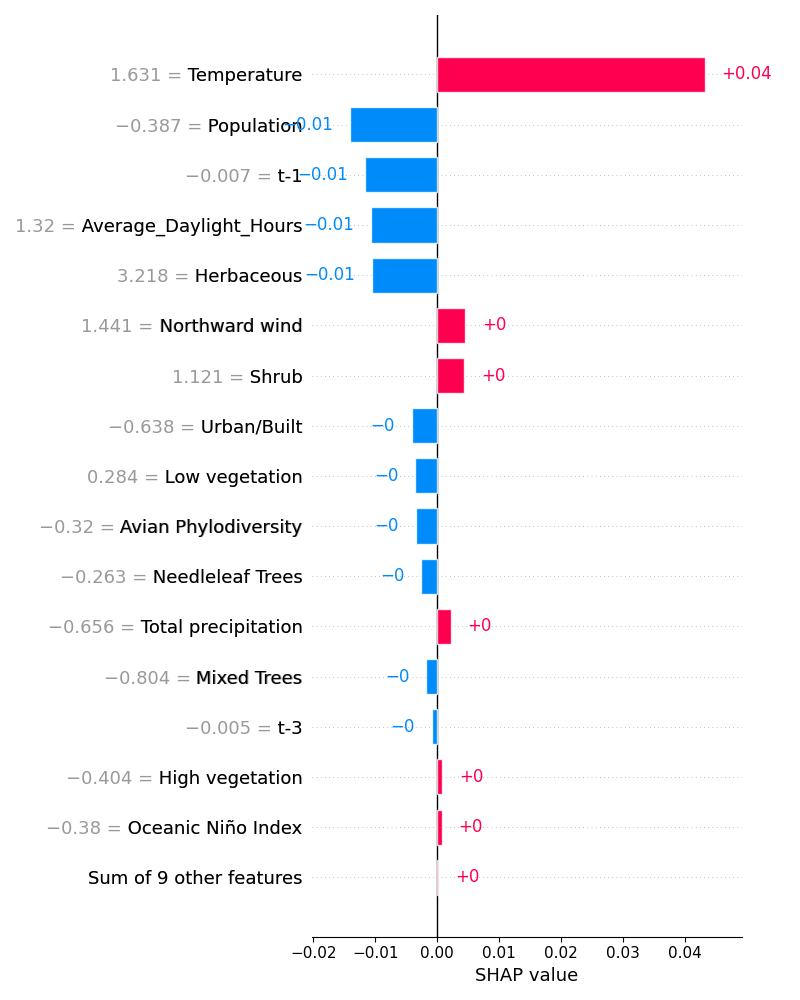 1.631 = Temperature +0.04
−0.387 = Population −0.01
−0.007 = t-1 −0.01
1.32 = Average_Daylight_Hours −0.01
3.218 = Herbaceous −0.01
1.441 = Northward wind +0
1.121 = Shrub +0
−0.638 = Urban/Built −0
0.284 = Low vegetation −0
−0.32 = Avian Phylodiversity −0
−0.263 = Needleleaf Trees −0
−0.656 = Total precipitation +0
−0.804 = Mixed Trees −0
−0.005 = t-3 −0
−0.404 = High vegetation +0
−0.38 = Oceanic Niño Index +0
Sum of 9 other features +0
−0.02 −0.01 0.00 0.01 0.02 0.03 0.04
SHAP value